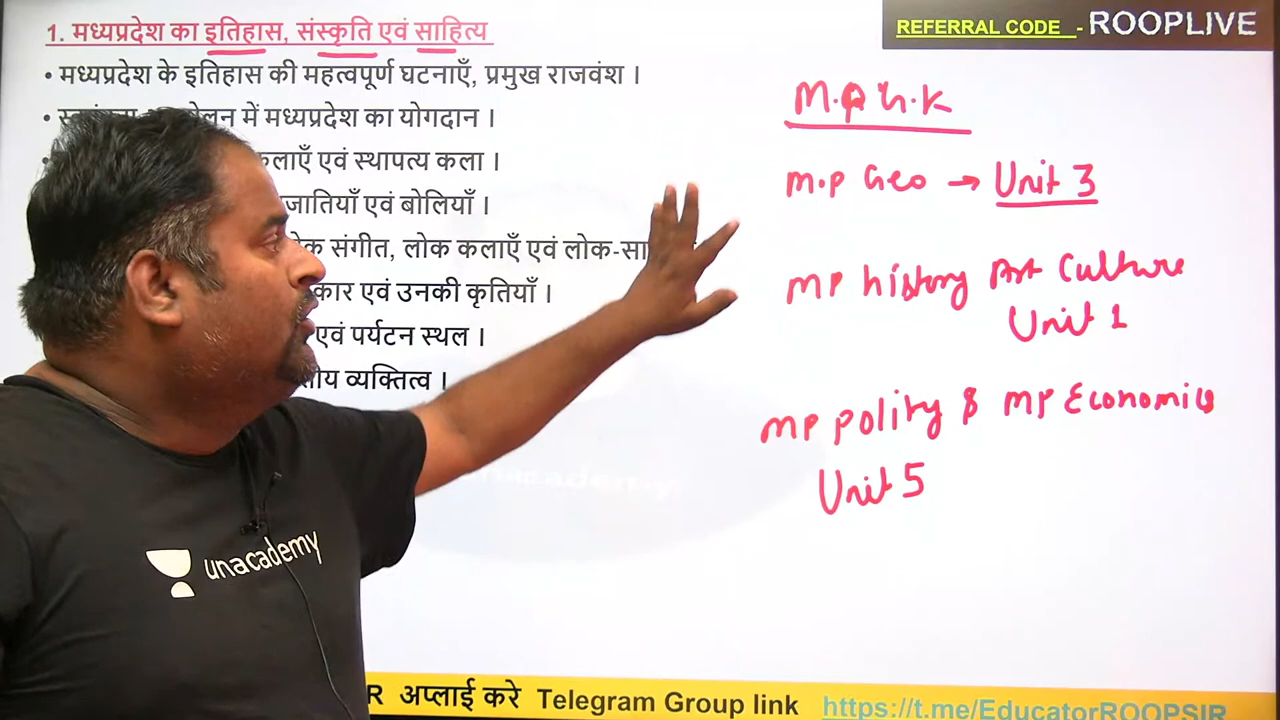 1. मध्यप्रदेश का इतिहास, संस्कृति एवं साहित्य
• मध्यप्रदेश के इतिहास की महत्वपूर्ण घटनाएँ, प्रमुख राजवंश ।
में मध्यप्रदेश का योगदान ।
एवं स्थापत्य कला ।
एवं बोलियाँ ।
संगीत, लोक कलाएँ एवं
एवं उनकी कृतियाँ ।
एवं पर्यटन स्थल ।
व्यक्तित्व ।
REFERRAL CODE - ROOPLIVE
M.P G.K
M.P Geo → Unit 3
MP history Art Culture
Unit 1
MP polity & MP Economics
Unit 5
unacademy
अप्लाई करे Telegram Group link https://t.me/EducatorROOPSIR